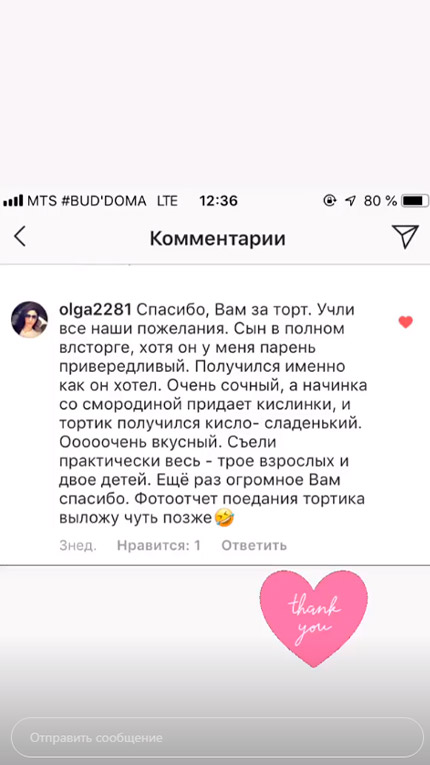 MTS #BUD'DOMA LTE 12:36 80 %
Комментарии
olga2281 Спасибо, Вам за торт. Учли
все наши пожелания. Сын в полном
влсторге, хотя он у меня парень
привередливый. Получился именно
как он хотел. Очень сочный, а начинка
со смородиной придает кислинки, и
тортик получился кисло- сладенький.
Ооооочень вкусный. Съели
практически весь - трое взрослых и
двое детей. Ещё раз огромное Вам
спасибо. Фотоотчет поедания тортика
выложу чуть позже🤣
3нед. Нравится: 1 Ответить
thank
you
Отправить сообщение